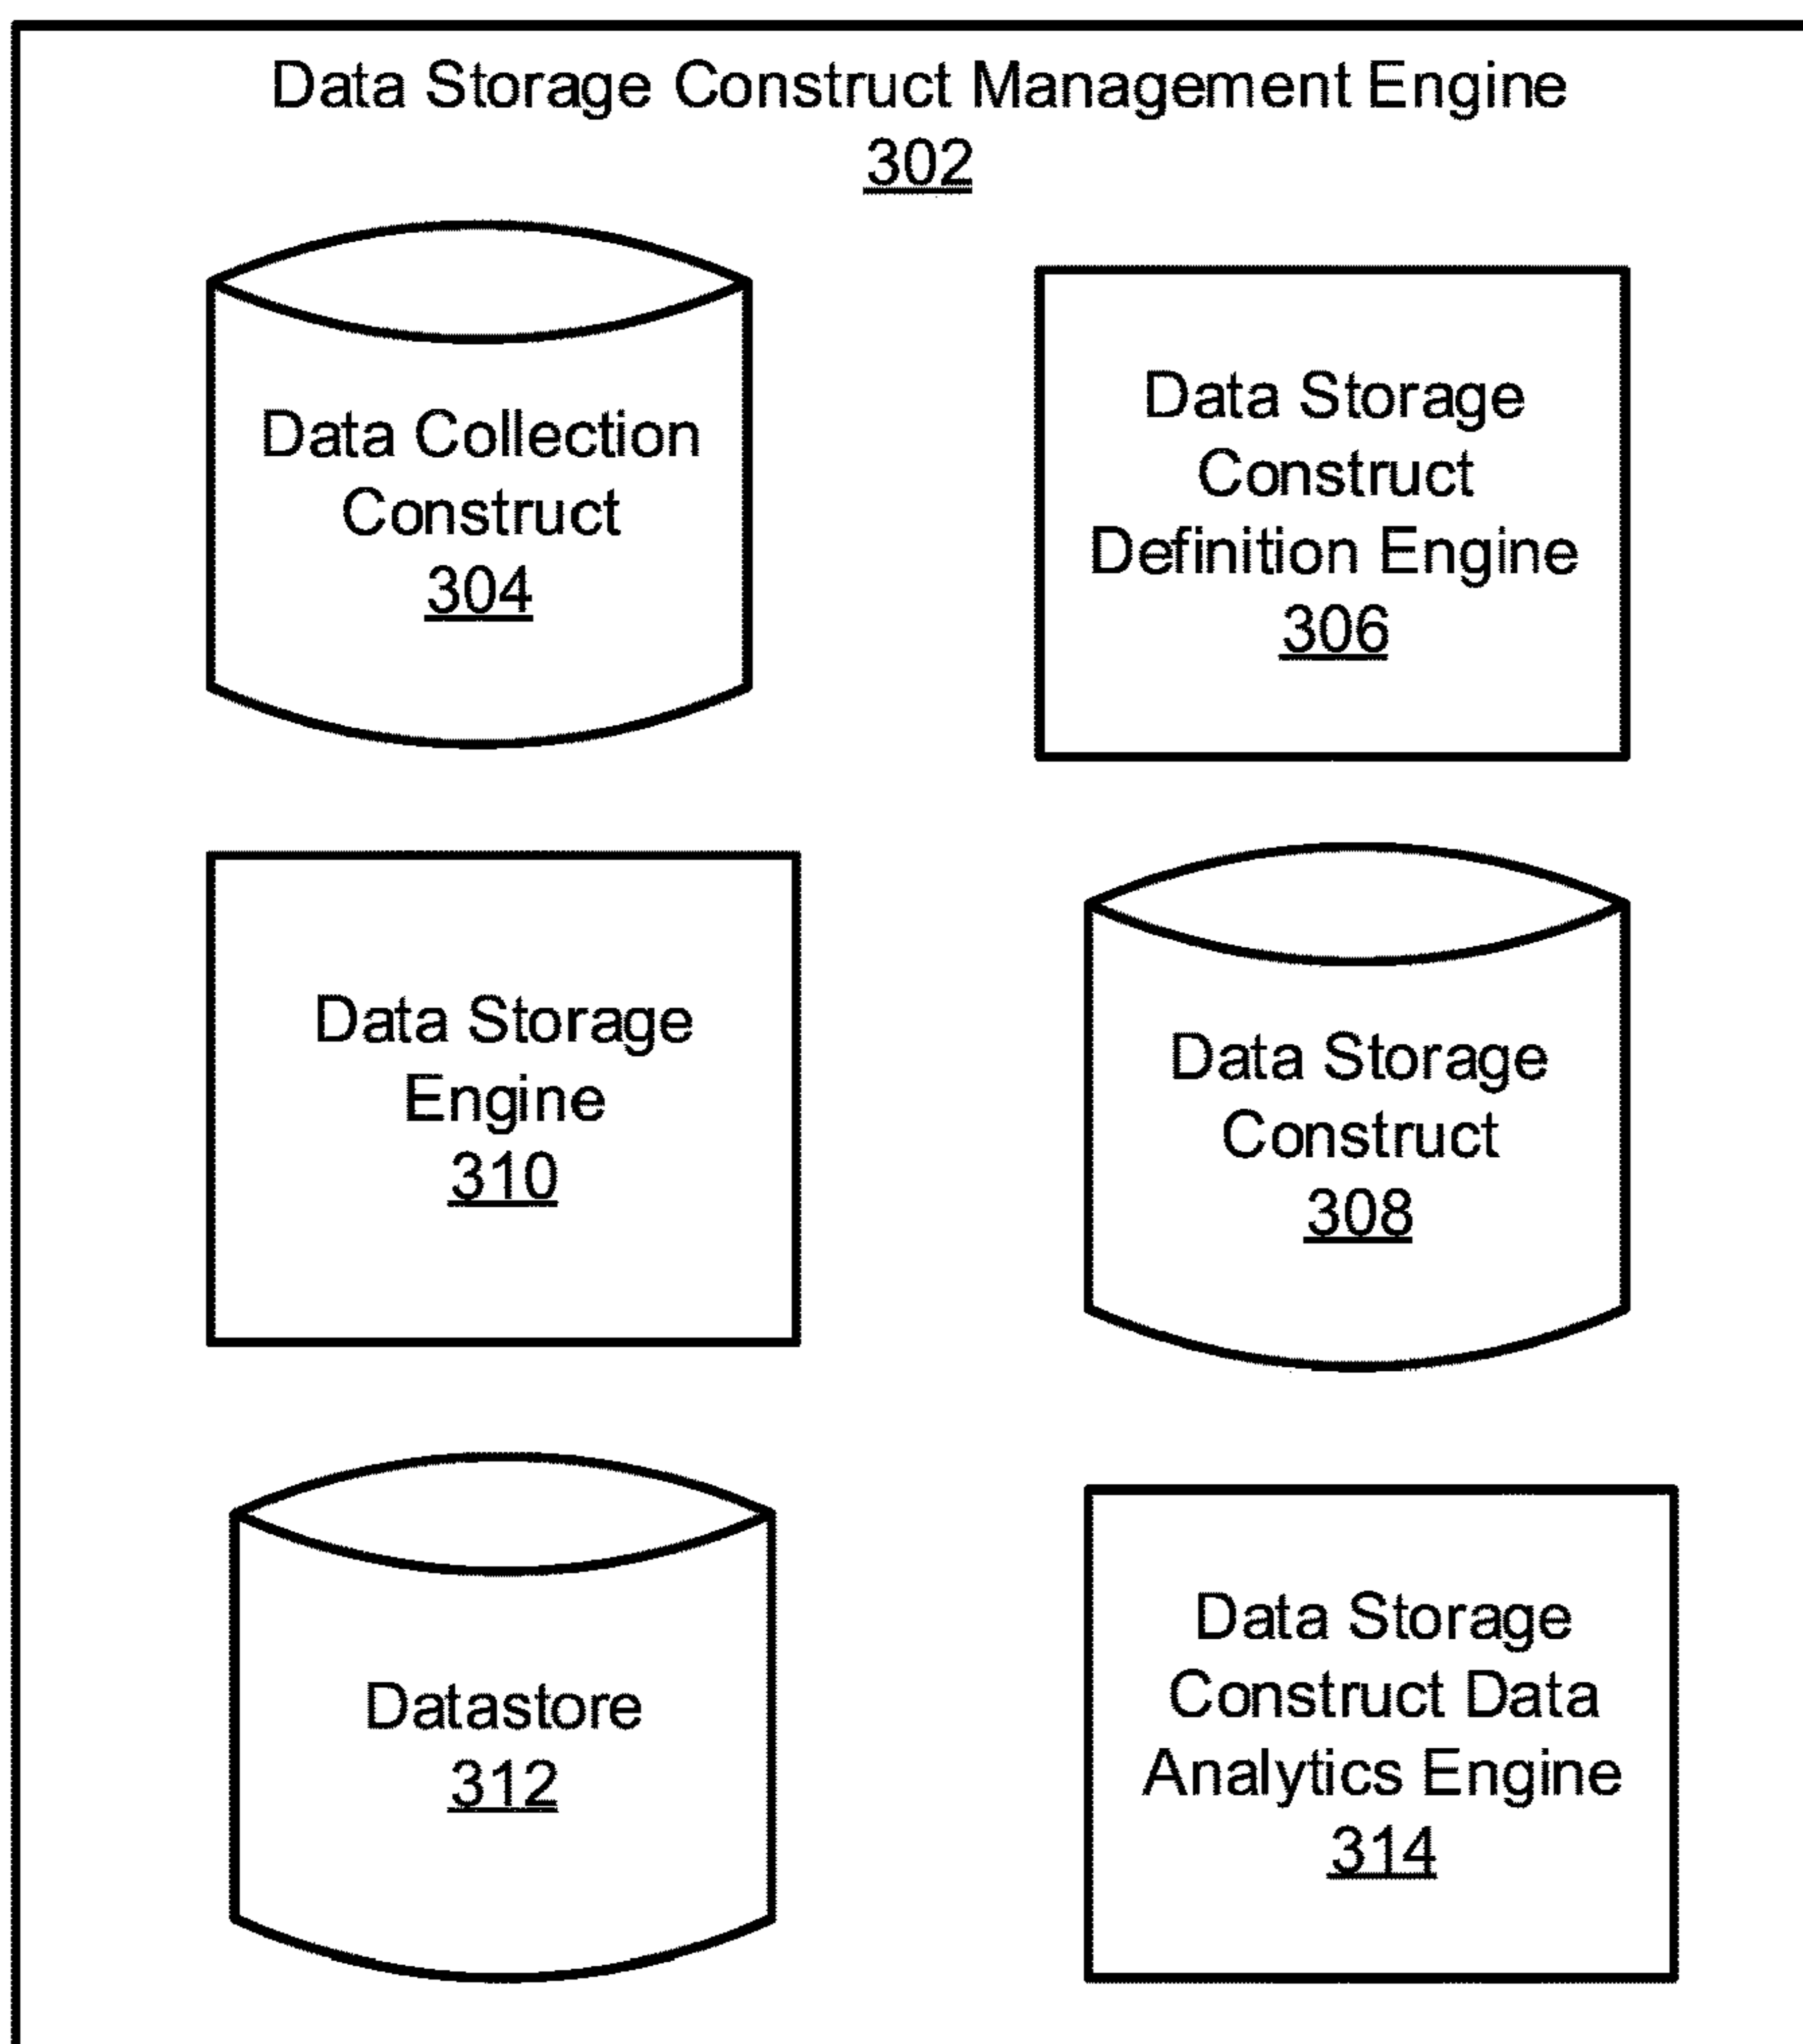 Data Storage Construct Management Engine
302
Data Collection
Construct
304
Data Storage
Construct
Definition Engine
306
Data Storage
Engine
310
Data Storage
Construct
308
Datastore
312
Data Storage
Construct Data
Analytics Engine
314